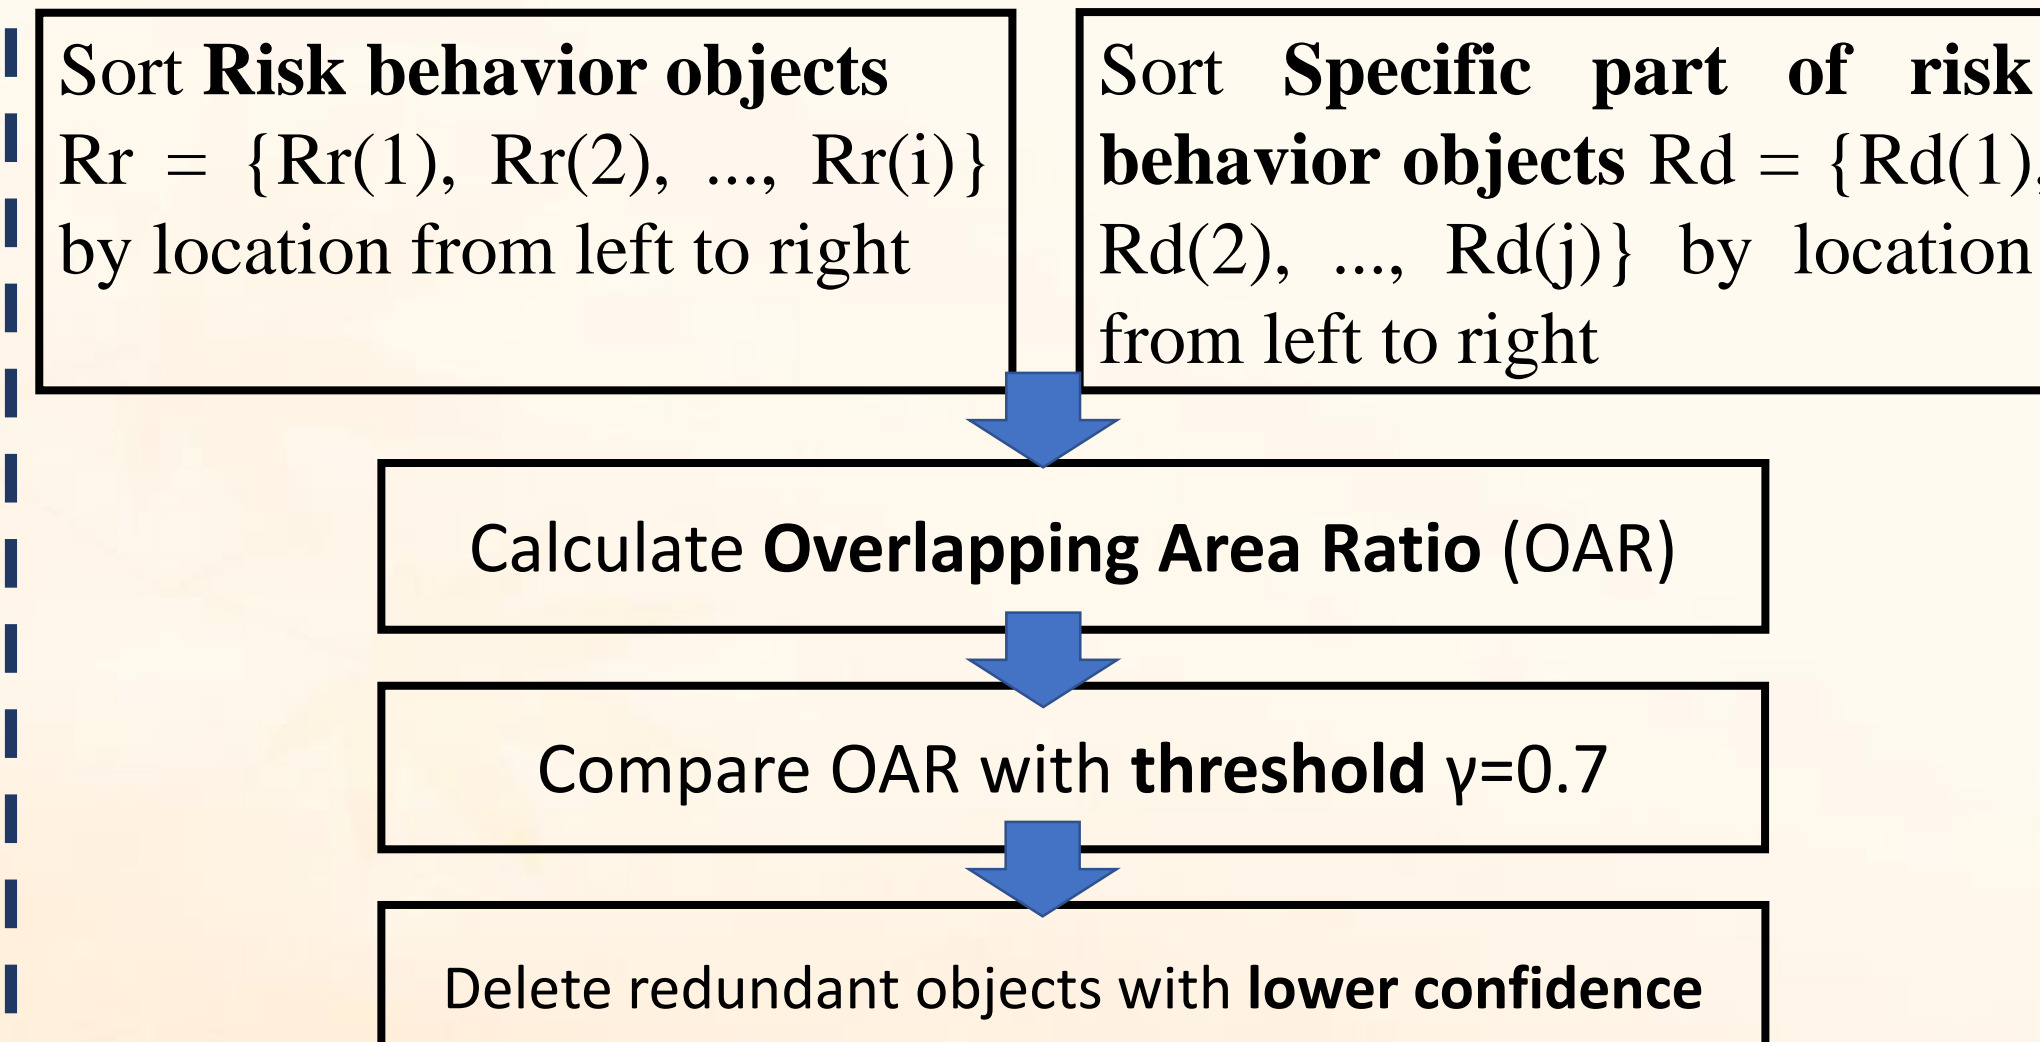 Sort Risk behavior objects
Rr = {Rr(1), Rr(2), ..., Rr(i)}
by location from left to right
Sort Specific part of risk
behavior objects Rd = {Rd(1),
Rd(2), ..., Rd(j)} by location
from left to right
Calculate Overlapping Area Ratio (OAR)
Compare OAR with threshold γ=0.7
Delete redundant objects with lower confidence